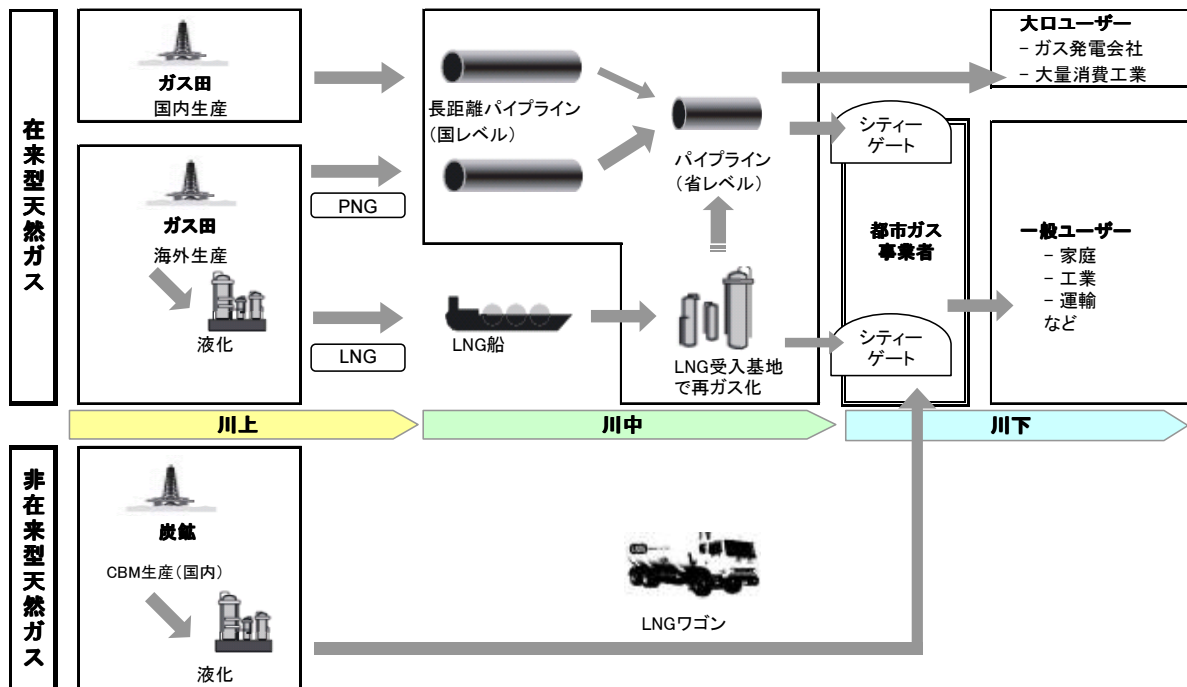 在来型天然ガス
ガス田
国内生産
ガス田
海外生産
液化
PNG
LNG
長距離パイプライン
(国レベル)
パイプライン
(省レベル)
LNG船
LNG受入基地
で再ガス化
大口ユーザー
- ガス発電会社
- 大量消費工業
シティー
ゲート
都市ガス
事業者
シティー
ゲート
一般ユーザー
- 家庭
- 工業
- 運輸
など
川上
川中
川下
非在来型天然ガス
炭鉱
CBM生産(国内)
液化
LNGワゴン